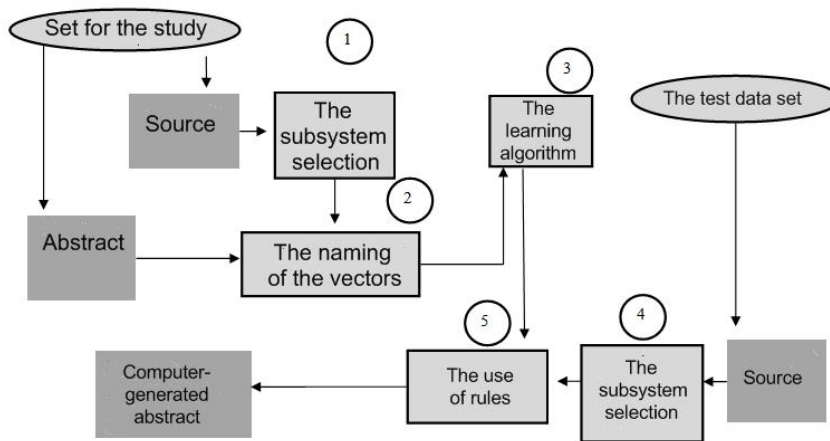 Set for the study
1
3
Source
The
subsystem
selection
The
learning
algorithm
The test data set
2
Abstract
The naming
of the vectors
5
4
Computer-
generated
abstract
The use
of rules
The
subsystem
selection
Source